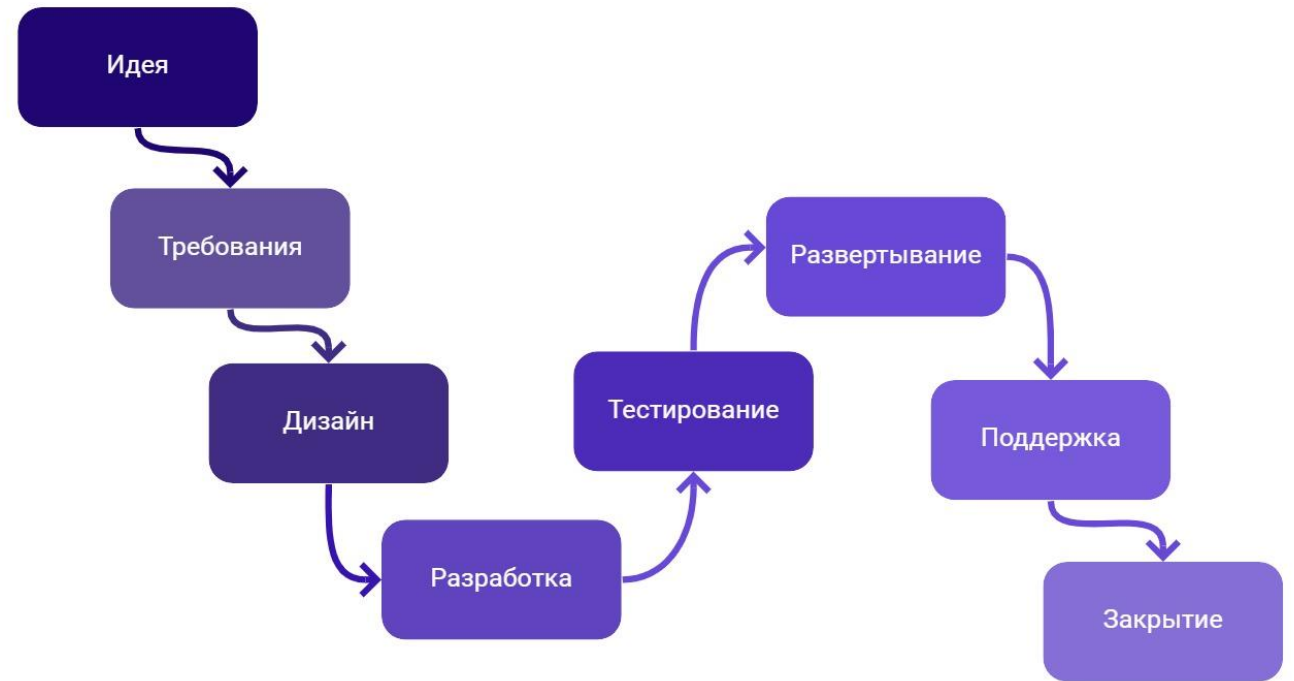 Идея
Требования
Дизайн
Разработка
Тестирование
Развертывание
Поддержка
Закрытие